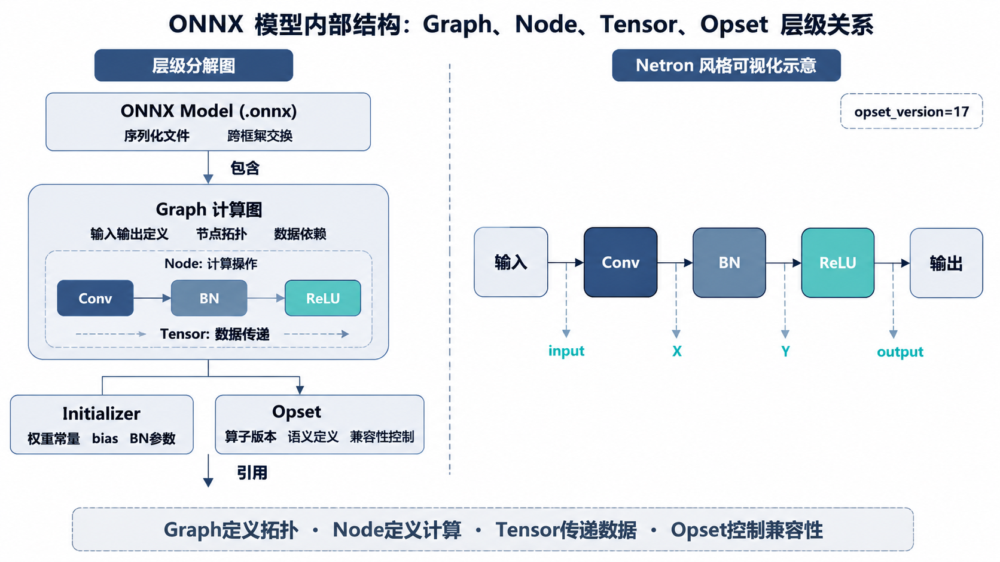 ONNX 模型内部结构：Graph、Node、Tensor、Opset 层级关系
层级分解图
ONNX Model (.onnx)
序列化文件 跨框架交换
包含
Graph 计算图
输入输出定义 节点拓扑 数据依赖
Node: 计算操作
Conv BN ReLU
Tensor: 数据传递
Initializer
权重常量 bias BN参数
Opset
算子版本 语义定义 兼容性控制
引用
Netron 风格可视化示意
opset_version=17
输入 Conv BN ReLU 输出
input X Y output
Graph定义拓扑 · Node定义计算 · Tensor传递数据 · Opset控制兼容性